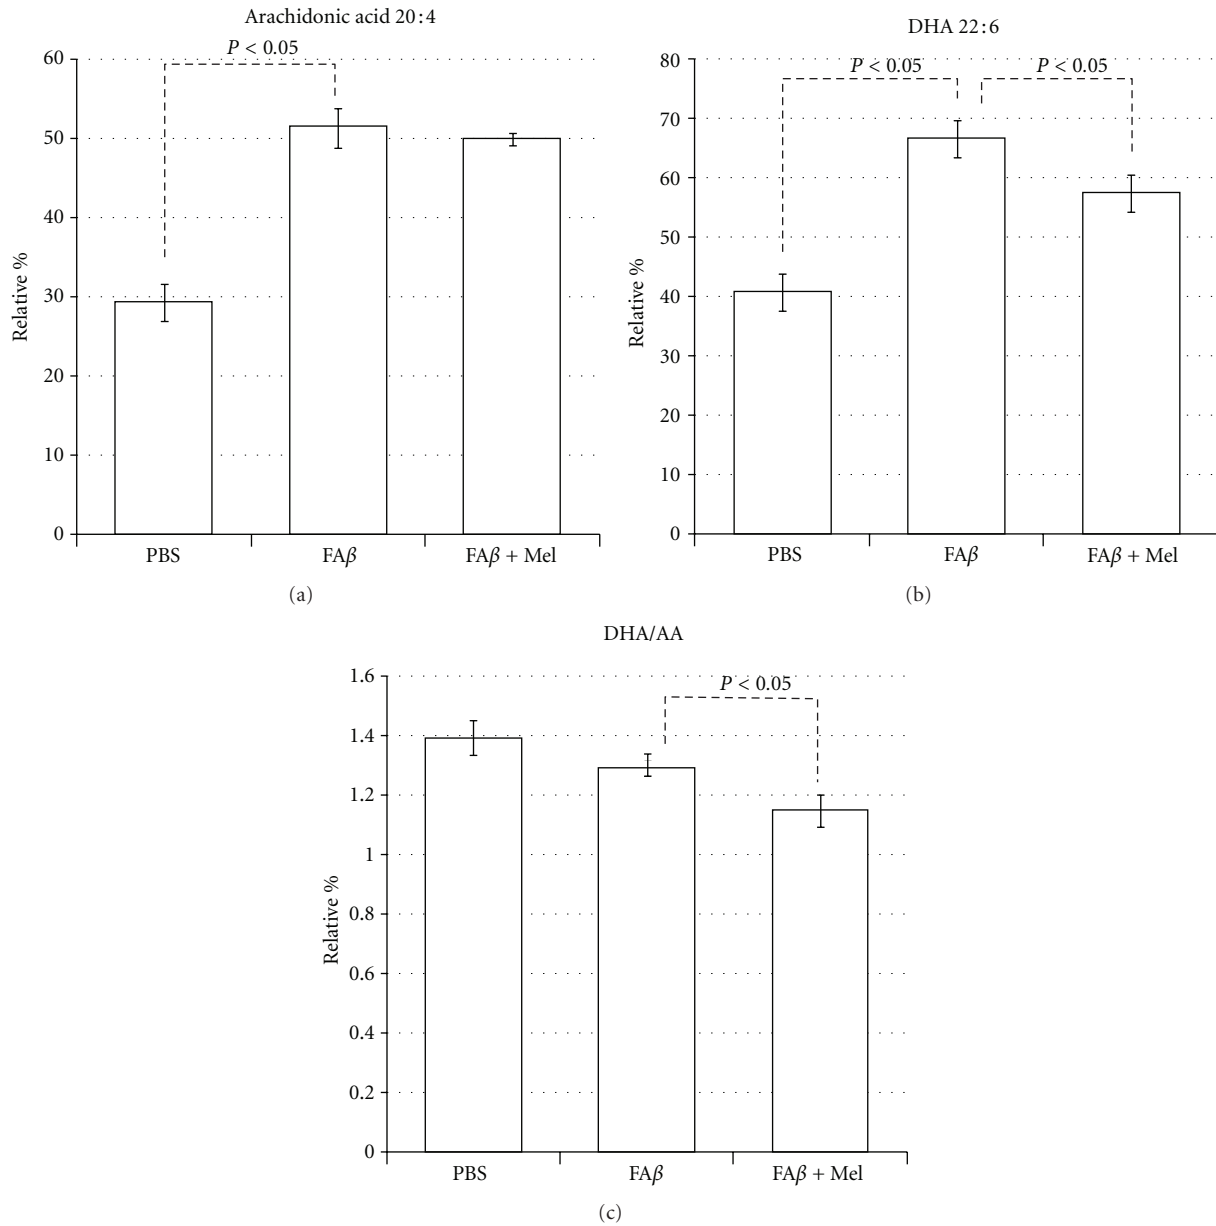 Arachidonic acid 20:4
P < 0.05
60
50
40
30
20
10
0
Relative %
PBS FAβ FAβ + Mel
(a)
DHA 22:6
P < 0.05 P < 0.05
80
70
60
50
40
30
20
10
0
Relative %
PBS FAβ FAβ + Mel
(b)
DHA/AA
P < 0.05
1.6
1.4
1.2
1
0.8
0.6
0.4
0.2
0
Relative %
PBS FAβ FAβ + Mel
(c)